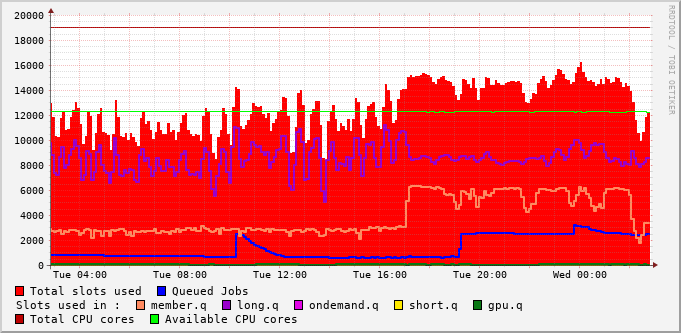 20000
18000
16000
14000
12000
10000
8000
6000
4000
2000
0
Tue 04:00 Tue 08:00 Tue 12:00 Tue 16:00 Tue 20:00 Wed 00:00
RRDTOOL / TOBI OETIKER
Total slots used Queued Jobs
Slots used in : member.q long.q ondemand.q short.q gpu.q
Total CPU cores Available CPU cores